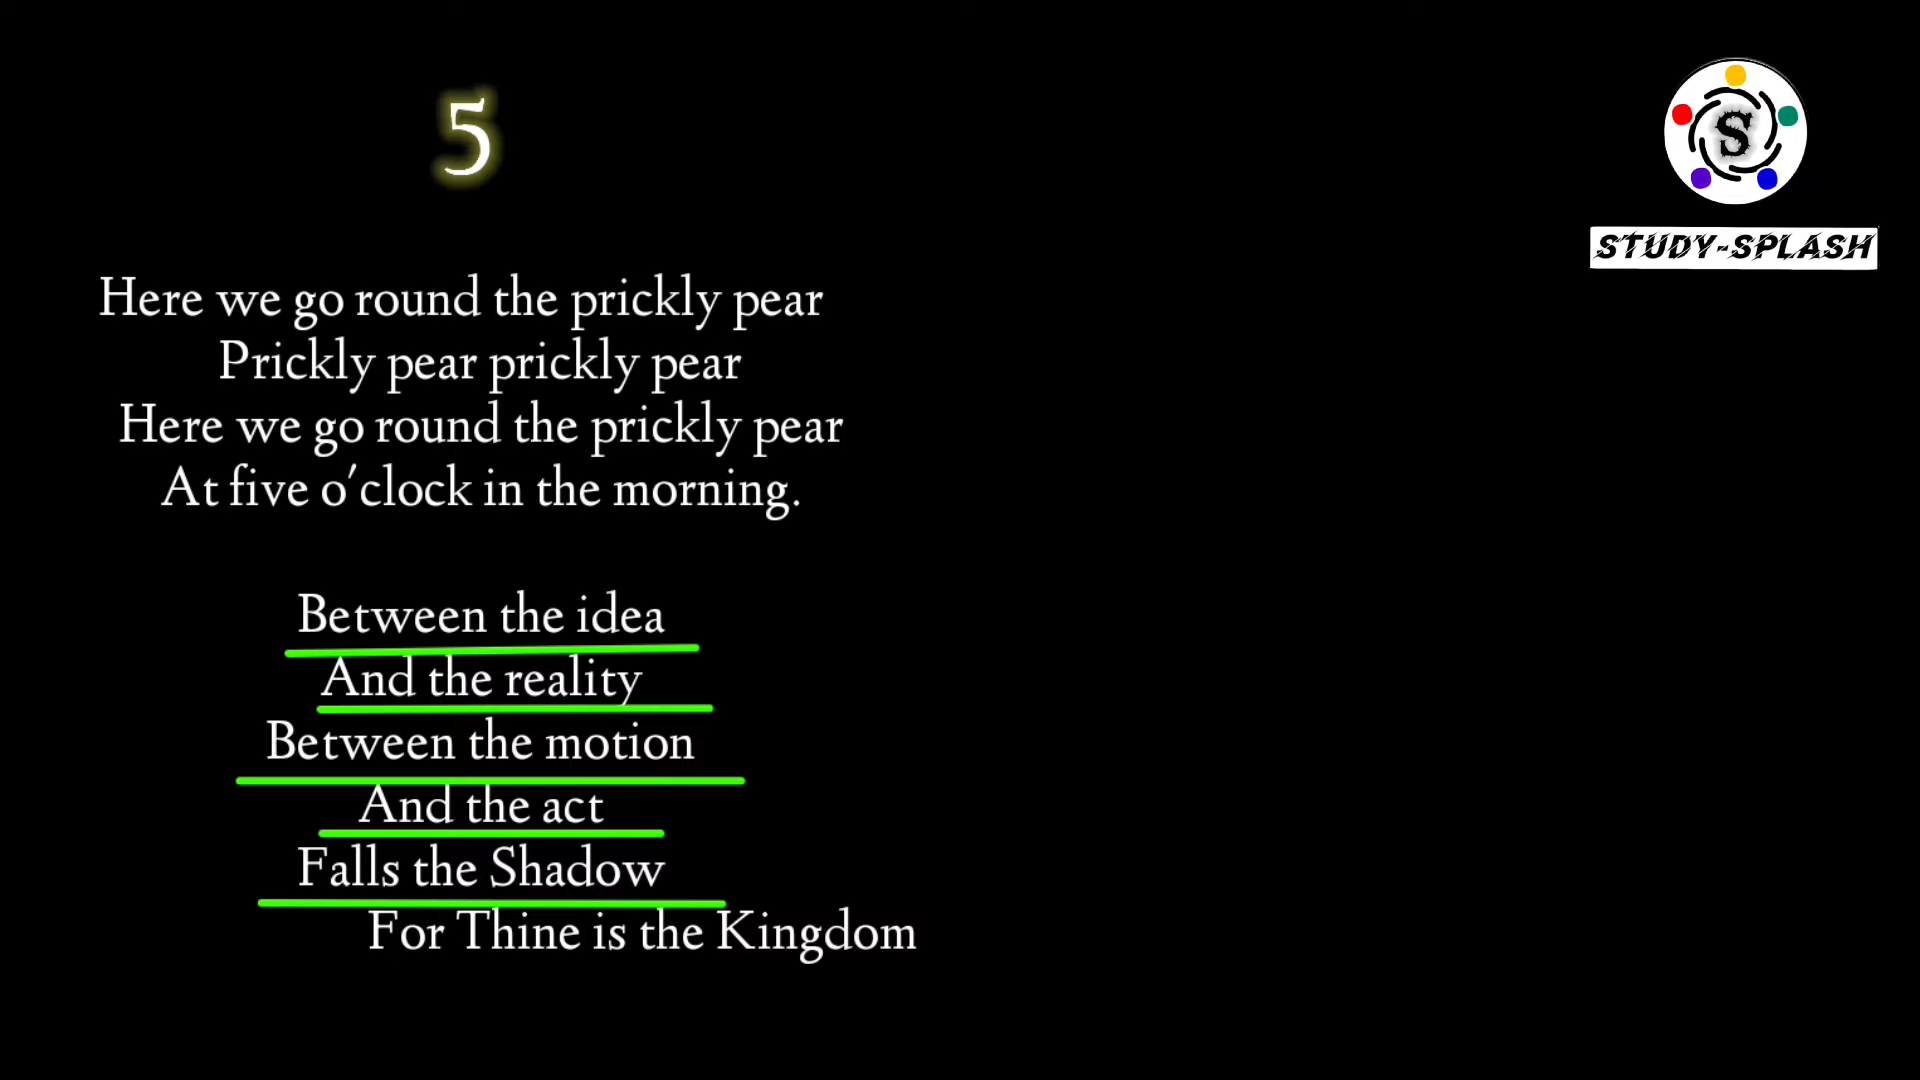 5
S
STUDY-SPLASH
Here we go round the prickly pear
Prickly pear prickly pear
Here we go round the prickly pear
At five o'clock in the morning.
Between the idea
And the reality
Between the motion
And the act
Falls the Shadow
For Thine is the Kingdom